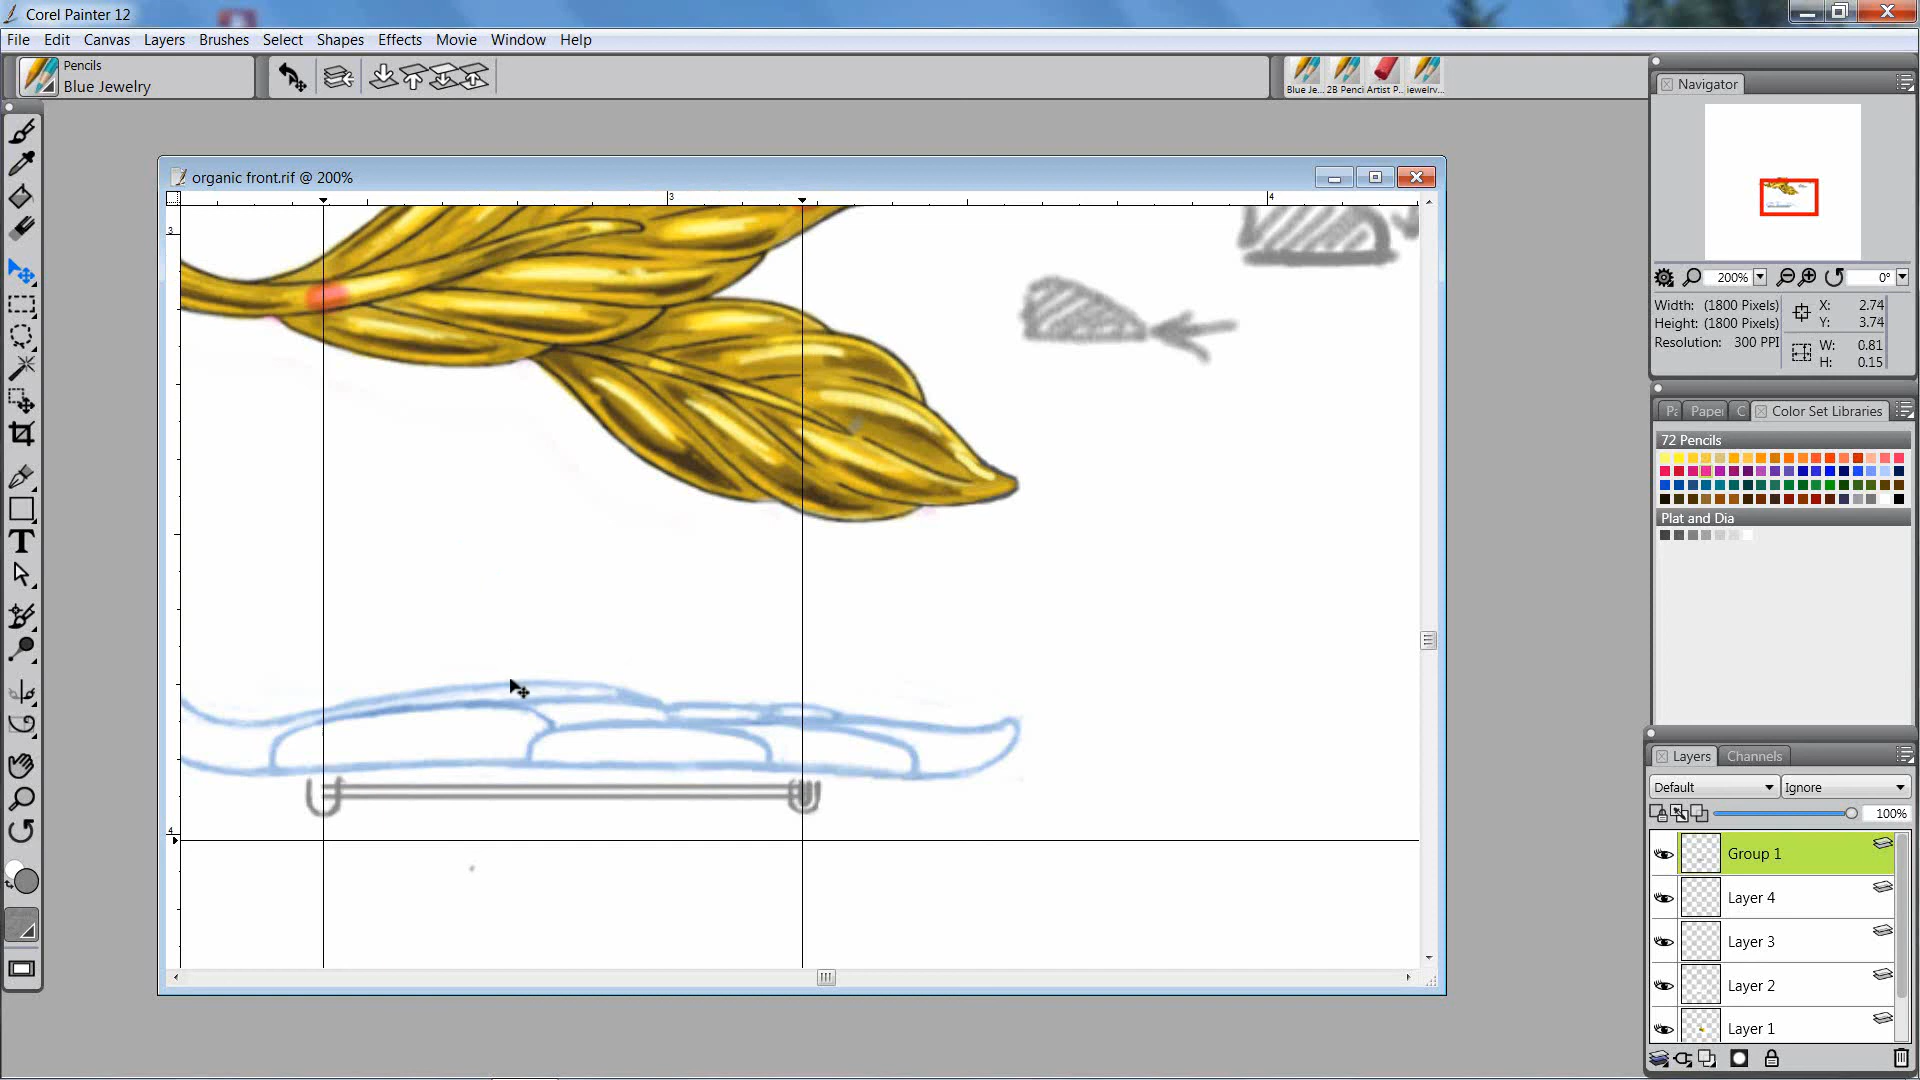 Corel Painter 12
File Edit Canvas Layers Brushes Select Shapes Effects Movie Window Help
Pencils
Blue Jewelry
Blue Je... 2B Penci Artist P..
Navigator
organic front.rif @ 200%
3
4
3
4
200%
0°
Width: (1800 Pixels)
Height: (1800 Pixels)
Resolution: 300 PPI
X: 2.74
Y: 3.74
W: 0.81
H: 0.15
Paper C Color Set Libraries
72 Pencils
Plat and Dia
Layers Channels
Default Ignore
100%
Group 1
Layer 4
Layer 3
Layer 2
Layer 1